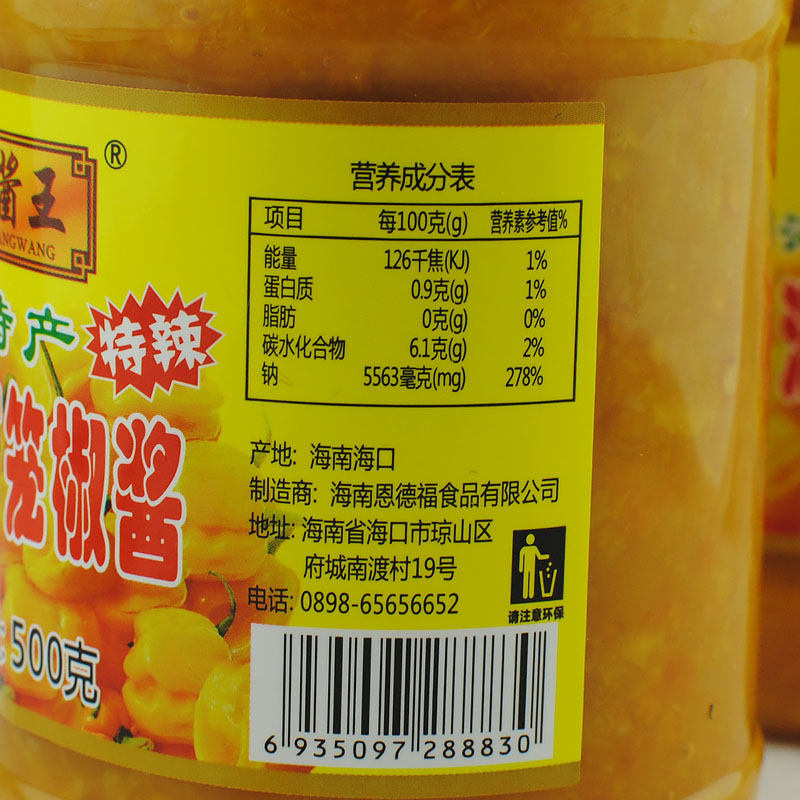 酱王®
ANGWANG
特产
特辣
笼椒酱
500克
营养成分表
项目 每100克(g) 营养素参考值%
能量 126千焦(KJ) 1%
蛋白质 0.9克(g) 1%
脂肪 0克(g) 0%
碳水化合物 6.1克(g) 2%
钠 5563毫克(mg) 278%
产地: 海南海口
制造商: 海南恩德福食品有限公司
地址: 海南省海口市琼山区
府城南渡村19号
电话: 0898-65656652
请注意环保
6 935097 288830